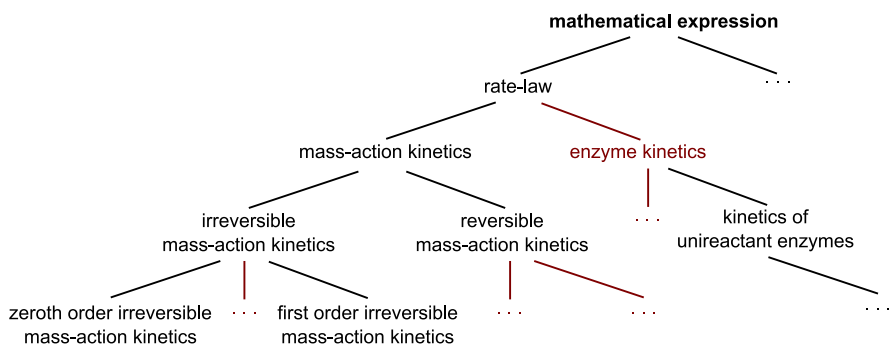 mathematical expression
rate-law
. . .
mass-action kinetics
enzyme kinetics
irreversible
mass-action kinetics
reversible
mass-action kinetics
. . .
kinetics of
unireactant enzymes
zeroth order irreversible
mass-action kinetics
. . .
first order irreversible
mass-action kinetics
. . .
. . .
. . .